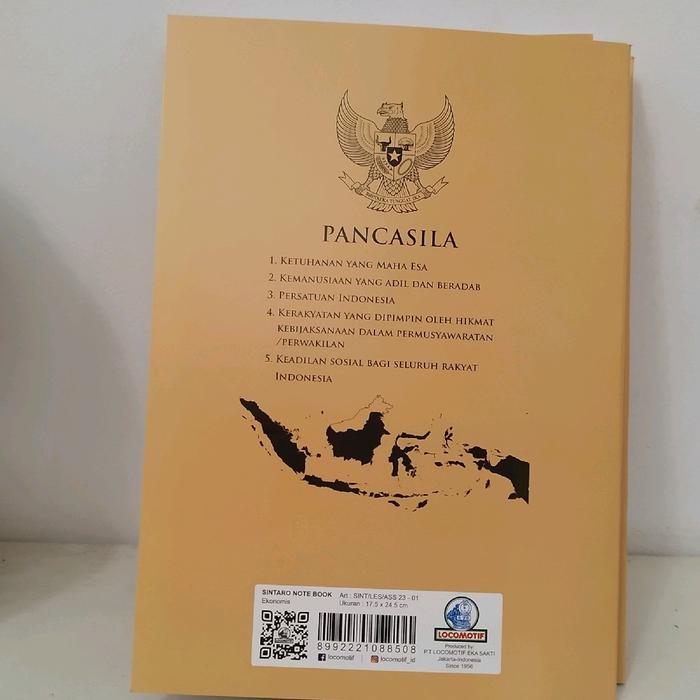 BHINNEKA TUNGGAL IKA
PANCASILA
1. KETUHANAN YANG MAHA ESA
2. KEMANUSIAAN YANG ADIL DAN BERADAB
3. PERSATUAN INDONESIA
4. KERAKYATAN YANG DIPIMPIN OLEH HIKMAT
KEBIJAKSANAAN DALAM PERMUSYAWARATAN
/PERWAKILAN
5. KEADILAN SOSIAL BAGI SELURUH RAKYAT
INDONESIA
SINTARO NOTE BOOK
Ekonomis
Art : SINT/LES/ASS 23 - 01
Ukuran : 17.5 x 24.5 cm
8992221088508
locomotif
locomotif_id
LOCOMOTIF
Produced by:
P.T LOCOMOTIF EKA SAKTI
Jakarta-Indonesia
Since 1956